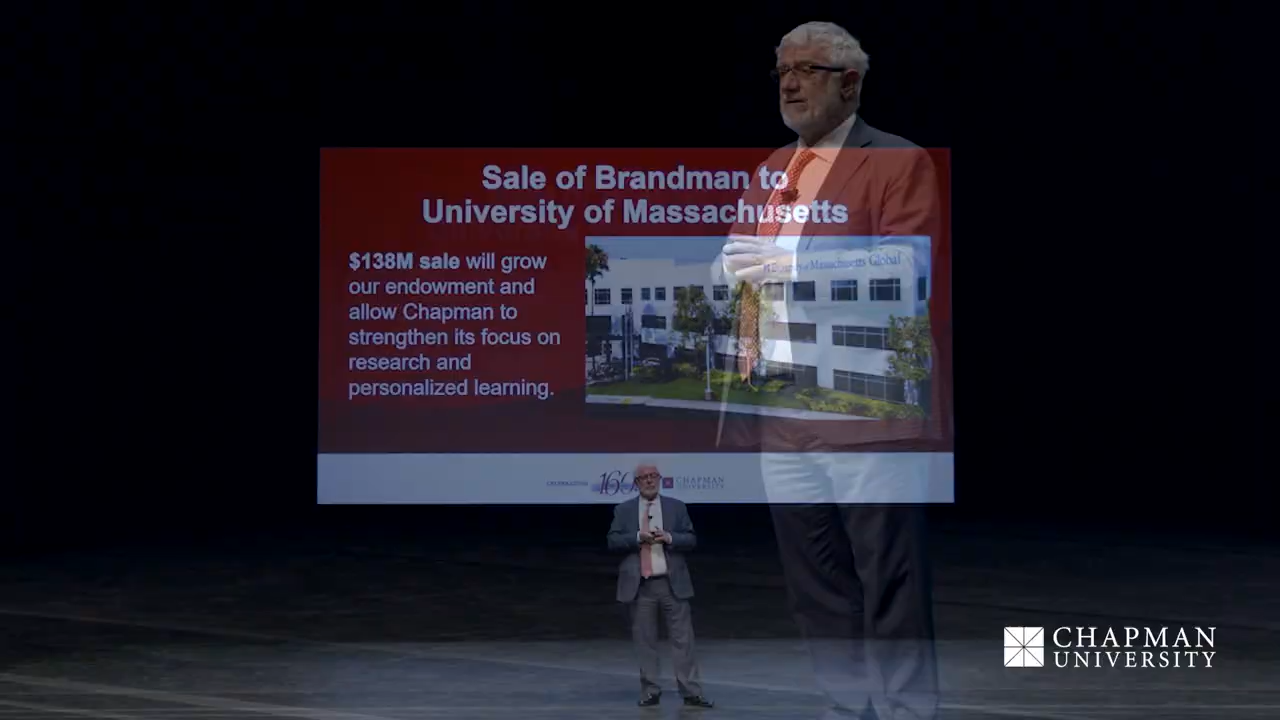 Sale of Brandman to
University of Massachusetts
$138M sale will grow
our endowment and
allow Chapman to
strengthen its focus on
research and
personalized learning.
Massachusetts Global
CHAPMAN
UNIVERSITY
CHAPMAN
UNIVERSITY